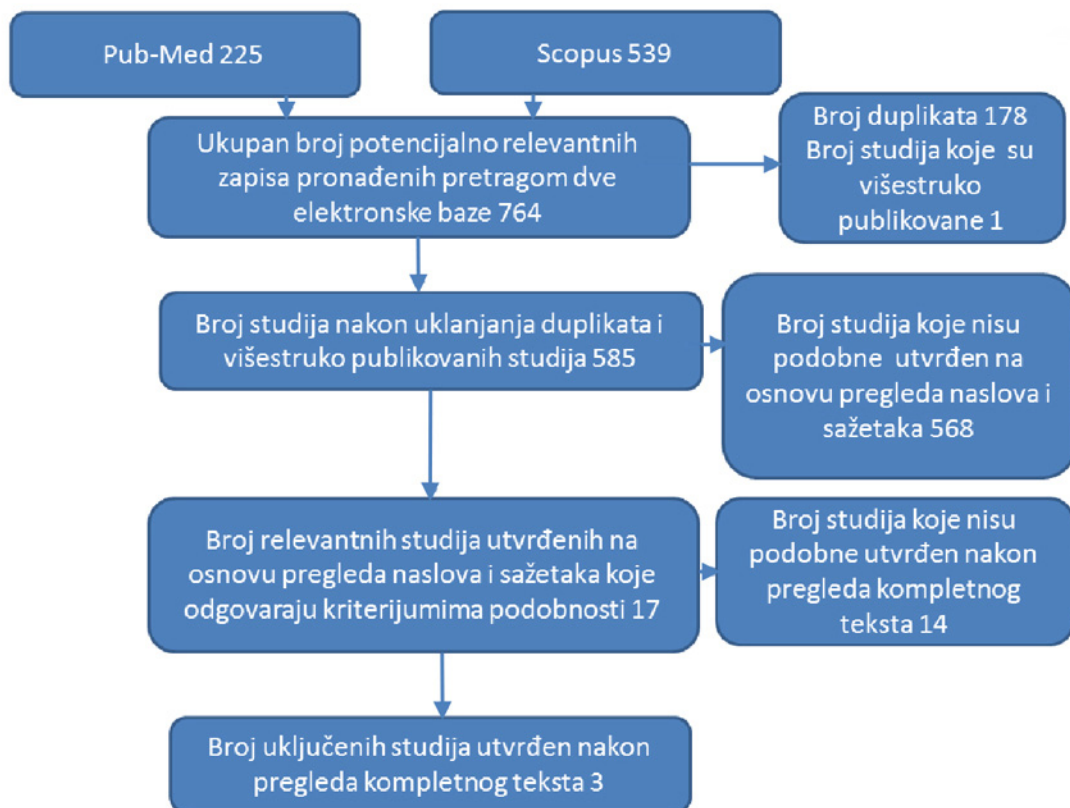 Pub-Med 225
Scopus 539
Ukupan broj potencijalno relevantnih
zapisa pronađenih pretragom dve
elektronske baze 764
Broj duplikata 178
Broj studija koje su
višestruko
publikovane 1
Broj studija nakon uklanjanja duplikata i
višestruko publikovanih studija 585
Broj studija koje nisu
podobne utvrđen na
osnovu pregleda naslova i
sažetaka 568
Broj relevantnih studija utvrđenih na
osnovu pregleda naslova i sažetaka koje
odgovaraju kriterijumima podobnosti 17
Broj studija koje nisu
podobne utvrđen nakon
pregleda kompletnog
teksta 14
Broj uključenih studija utvrđen nakon
pregleda kompletnog teksta 3